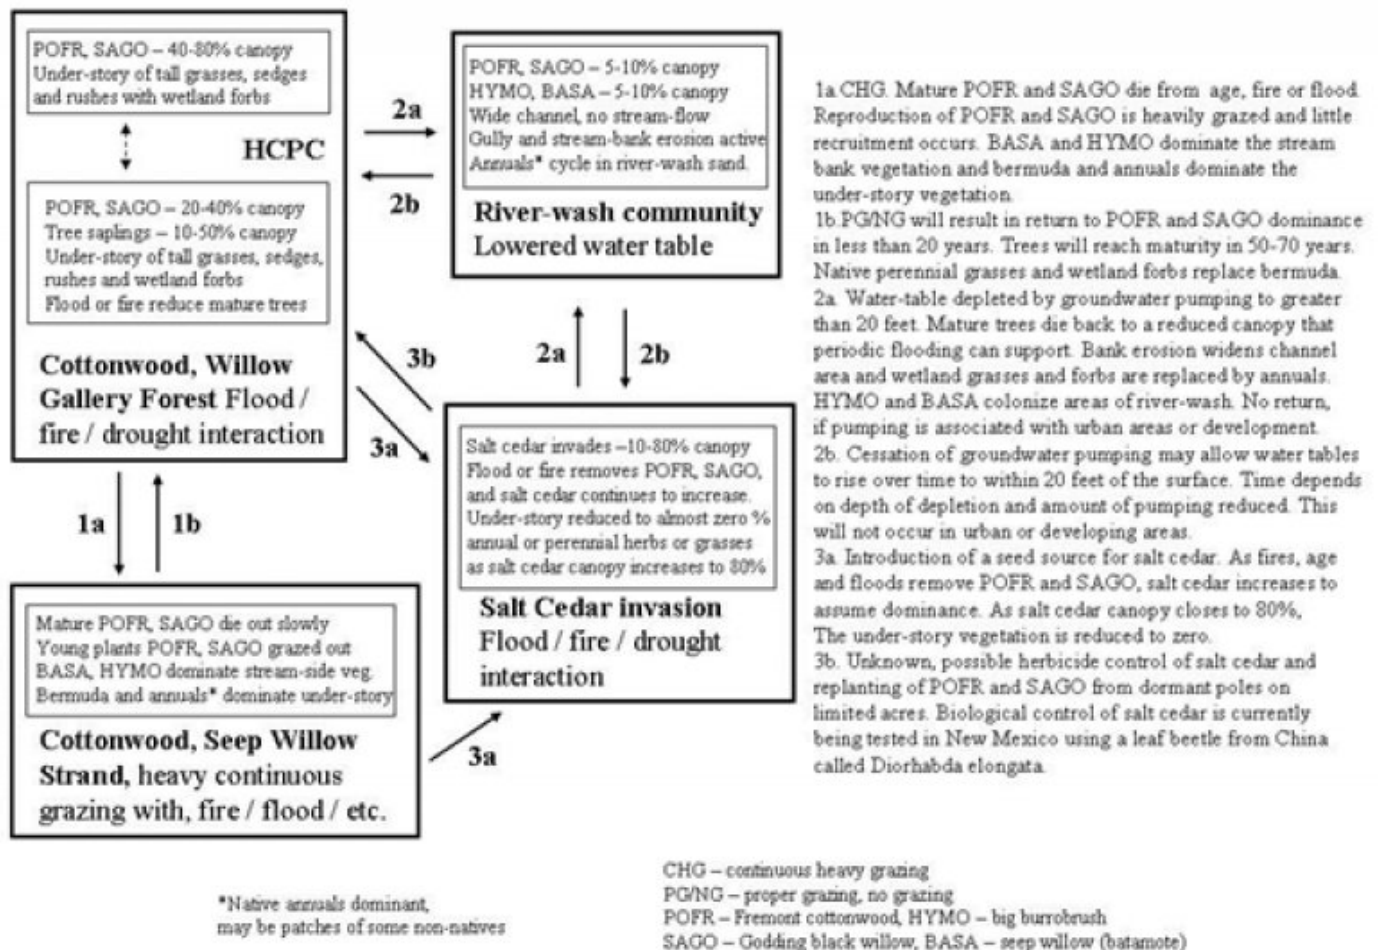 POFR, SAGO – 40-80% canopy
Under-story of tall grasses, sedges
and rushes with wetland forbs
HCPC
POFR, SAGO – 20-40% canopy
Tree saplings – 10-50% canopy
Under-story of tall grasses, sedges,
rushes and wetland forbs
Flood or fire reduce mature trees
Cottonwood, Willow
Gallery Forest Flood /
fire / drought interaction
2a
2b
POFR, SAGO – 5-10% canopy
HYMO, BASA – 5-10% canopy
Wide channel, no stream-flow
Gully and stream-bank erosion active
Annuals* cycle in river-wash sand.
River-wash community
Lowered water table
3b
3a
2a
2b
Salt cedar invades –10-80% canopy
Flood or fire removes POFR, SAGO,
and salt cedar continues to increase.
Under-story reduced to almost zero %
annual or perennial herbs or grasses
as salt cedar canopy increases to 80%
Salt Cedar invasion
Flood / fire / drought
interaction
1a
1b
Mature POFR, SAGO die out slowly
Young plants POFR, SAGO grazed out
BASA, HYMO dominate stream-side veg.
Bermuda and annuals* dominate under-story
Cottonwood, Seep Willow
Strand, heavy continuous
grazing with, fire / flood / etc.
3a
1a.CHG. Mature POFR and SAGO die from age, fire or flood.
Reproduction of POFR and SAGO is heavily grazed and little
recruitment occurs. BASA and HYMO dominate the stream
bank vegetation and bermuda and annuals dominate the
under-story vegetation.
1b.PG/NG will result in return to POFR and SAGO dominance
in less than 20 years. Trees will reach maturity in 50-70 years.
Native perennial grasses and wetland forbs replace bermuda.
2a. Water-table depleted by groundwater pumping to greater
than 20 feet. Mature trees die back to a reduced canopy that
periodic flooding can support. Bank erosion widens channel
area and wetland grasses and forbs are replaced by annuals.
HYMO and BASA colonize areas of river-wash. No return,
if pumping is associated with urban areas or development.
2b. Cessation of groundwater pumping may allow water tables
to rise over time to within 20 feet of the surface. Time depends
on depth of depletion and amount of pumping reduced. This
will not occur in urban or developing areas.
3a. Introduction of a seed source for salt cedar. As fires, age
and floods remove POFR and SAGO, salt cedar increases to
assume dominance. As salt cedar canopy closes to 80%,
The under-story vegetation is reduced to zero.
3b. Unknown, possible herbicide control of salt cedar and
replanting of POFR and SAGO from dormant poles on
limited acres. Biological control of salt cedar is currently
being tested in New Mexico using a leaf beetle from China
called Diorhabda elongata.
*Native annuals dominant,
may be patches of some non-natives
CHG – continuous heavy grazing
PG/NG – proper grazing, no grazing
POFR – Fremont cottonwood, HYMO – big burrobrush
SAGO – Godding black willow, BASA – seep willow (batamote)